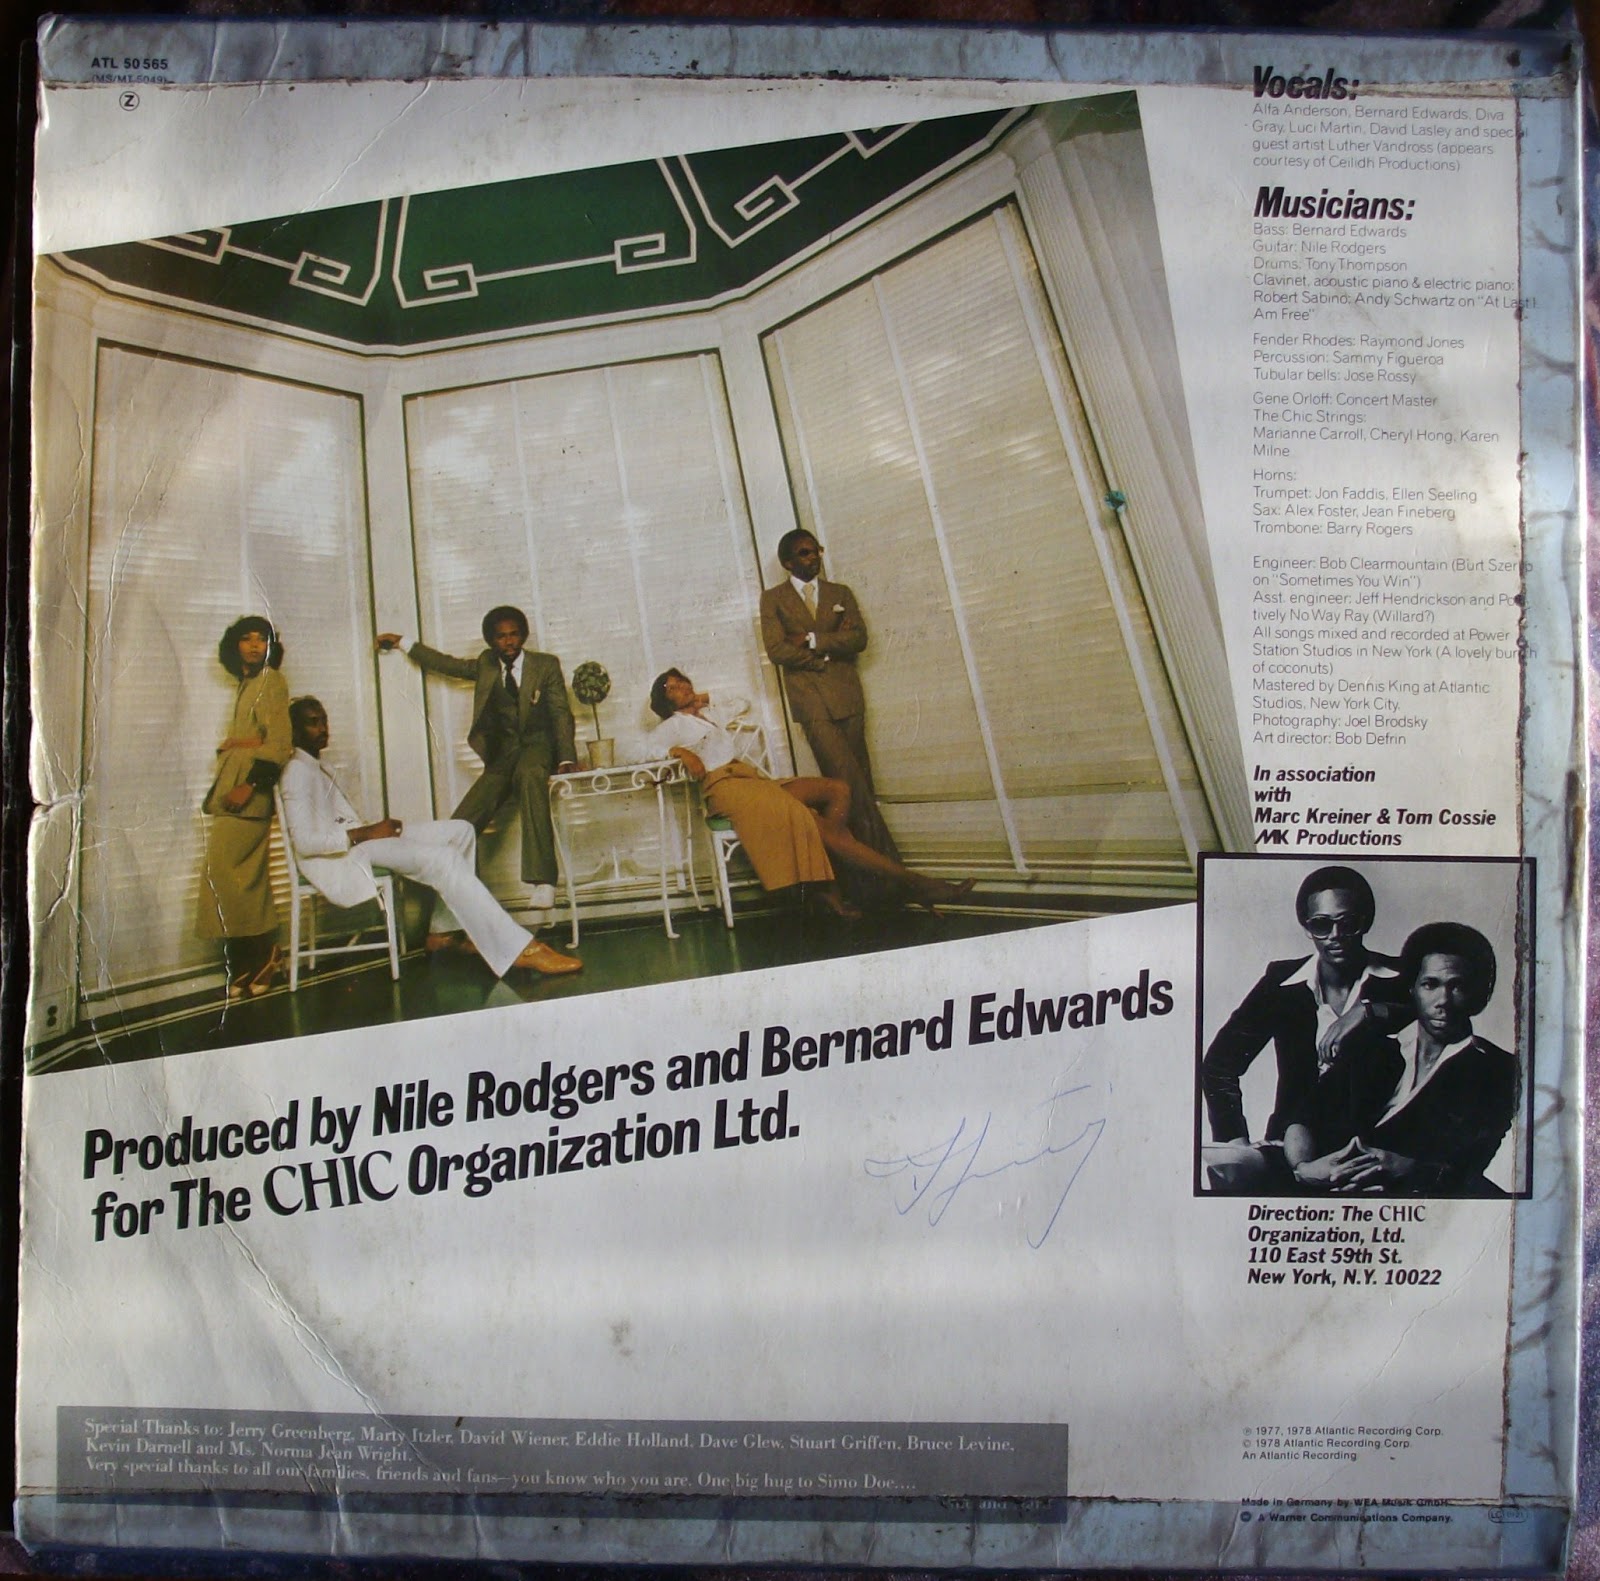 ATL 50 565
(MS/MT 5049)
Z
Vocals:
Alfa Anderson, Bernard Edwards, Diva
Gray, Luci Martin, David Lasley and special
guest artist Luther Vandross (appears
courtesy of Ceilidh Productions)
Musicians:
Bass: Bernard Edwards
Guitar: Nile Rodgers
Drums: Tony Thompson
Clavinet, acoustic piano & electric piano:
Robert Sabino; Andy Schwartz on "At Last I
Am Free"
Fender Rhodes: Raymond Jones
Percussion: Sammy Figueroa
Tubular bells: Jose Rossy
Gene Orloff: Concert Master
The Chic Strings:
Marianne Carroll, Cheryl Hong, Karen
Milne
Horns:
Trumpet: Jon Faddis, Ellen Seeling
Sax: Alex Foster, Jean Fineberg
Trombone: Barry Rogers
Engineer: Bob Clearmountain (Burt Szerlip
on "Sometimes You Win")
Asst. engineer: Jeff Hendrickson and Posi-
tively No Way Ray (Willard?)
All songs mixed and recorded at Power
Station Studios in New York (A lovely bunch
of coconuts)
Mastered by Dennis King at Atlantic
Studios, New York City.
Photography: Joel Brodsky
Art director: Bob Defrin
In association
with
Marc Kreiner & Tom Cossie
MK Productions
Produced by Nile Rodgers and Bernard Edwards
for The CHIC Organization Ltd.
Direction: The CHIC
Organization, Ltd.
110 East 59th St.
New York, N.Y. 10022
Special Thanks to: Jerry Greenberg, Marty Itzler, David Wiener, Eddie Holland, Dave Glew, Stuart Griffen, Bruce Levine,
Kevin Darnell and Ms. Norma Jean Wright.
Very special thanks to all our families, friends and fans—you know who you are. One big hug to Simo Doe....
and
℗ 1977, 1978 Atlantic Recording Corp.
© 1978 Atlantic Recording Corp.
An Atlantic Recording
Made in Germany by WEA Musik GmbH
A Warner Communications Company.